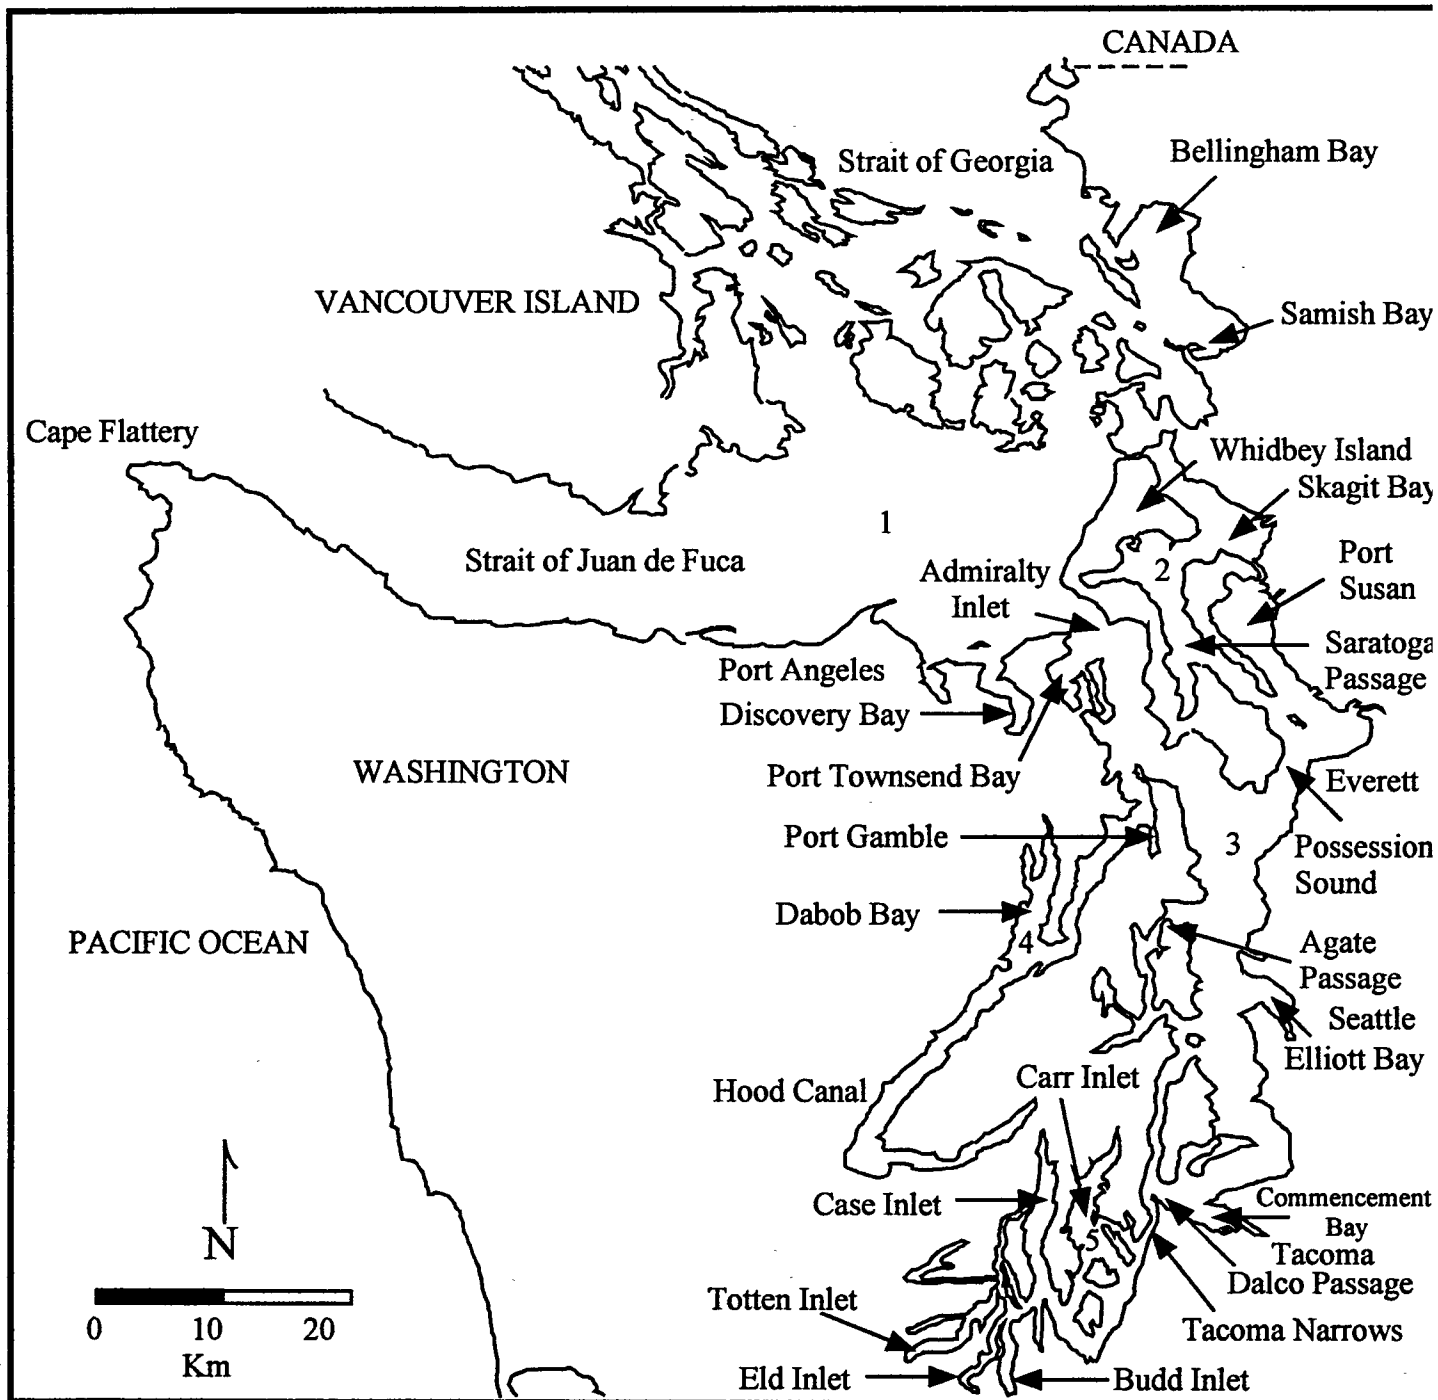 CANADA
Bellingham Bay
Strait of Georgia
VANCOUVER ISLAND
Samish Bay
Cape Flattery
Whidbey Island
Skagit Bay
1
Strait of Juan de Fuca
Admiralty
Inlet
2
Port
Susan
Port Angeles
Saratoga
Passage
Discovery Bay
WASHINGTON
Port Townsend Bay
Everett
Port Gamble
3
Possession
Sound
Dabob Bay
4
PACIFIC OCEAN
Agate
Passage
Seattle
Elliott Bay
Hood Canal
Carr Inlet
Case Inlet
Commencement
Bay
5
Tacoma
N
Dalco Passage
Totten Inlet
Tacoma Narrows
0 10 20
Km
Eld Inlet
Budd Inlet